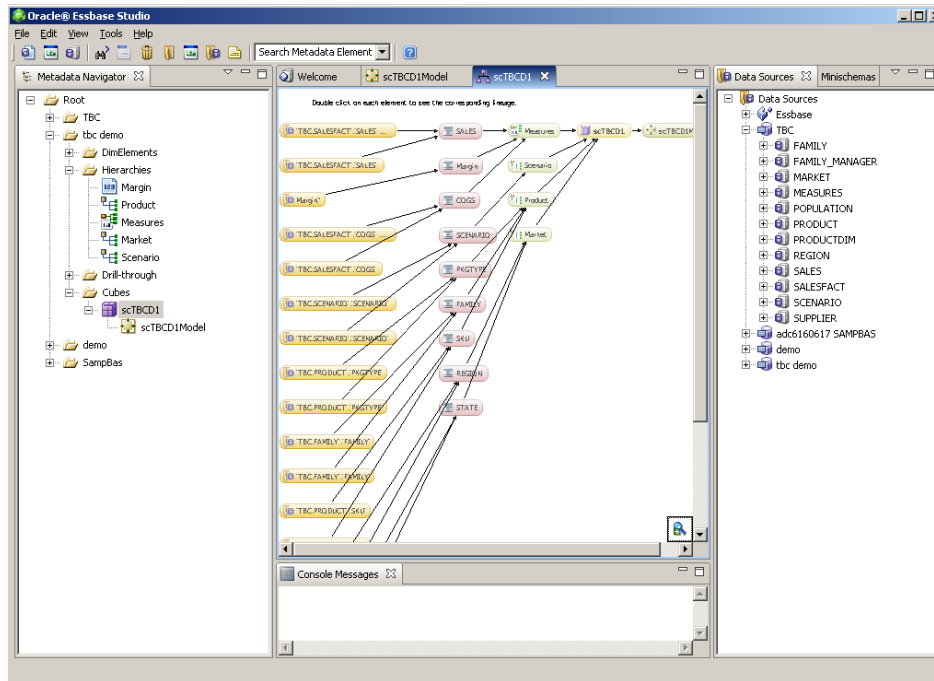 Oracle® Essbase Studio
File Edit View Tools Help
Search Metadata Element
Metadata Navigator
Root
TBC
tbc demo
DimElements
Hierarchies
Margin
Product
Measures
Market
Scenario
Drill-through
Cubes
scTBCD1
scTBCD1Model
demo
SampBas
Welcome scTBCD1Model scTBCD1
Double click on each element to see the corresponding lineage.
'TBC.SALESFACT'.'SALES ... SALES Measures scTBCD1 scTBCD1M
'TBC.SALESFACT'.'SALES' Margin Scenario
Margin' COGS Product
'TBC.SALESFACT'.'COGS ... SCENARIO Market
'TBC.SALESFACT'.'COGS' PKGTYPE
'TBC.SCENARIO'.'SCENARIO' FAMILY
'TBC.SCENARIO'.'SCENARIO' SKU
'TBC.PRODUCT'.'PKGTYPE' REGION
'TBC.PRODUCT'.'PKGTYPE' STATE
'TBC.FAMILY'.'FAMILY'
'TBC.FAMILY'.'FAMILY'
'TBC.PRODUCT'.'SKU'
Console Messages
Data Sources Minischemas
Data Sources
Essbase
TBC
FAMILY
FAMILY_MANAGER
MARKET
MEASURES
POPULATION
PRODUCT
PRODUCTDIM
REGION
SALES
SALESFACT
SCENARIO
SUPPLIER
adc6160617 SAMPBAS
demo
tbc demo